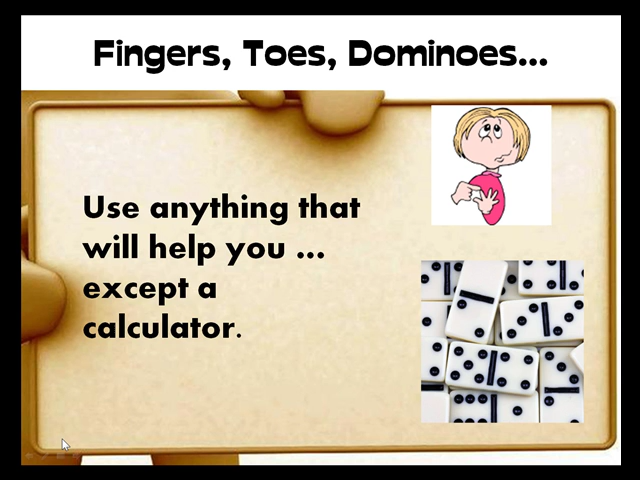 Fingers, Toes, Dominoes...
Use anything that
will help you ...
except a
calculator.